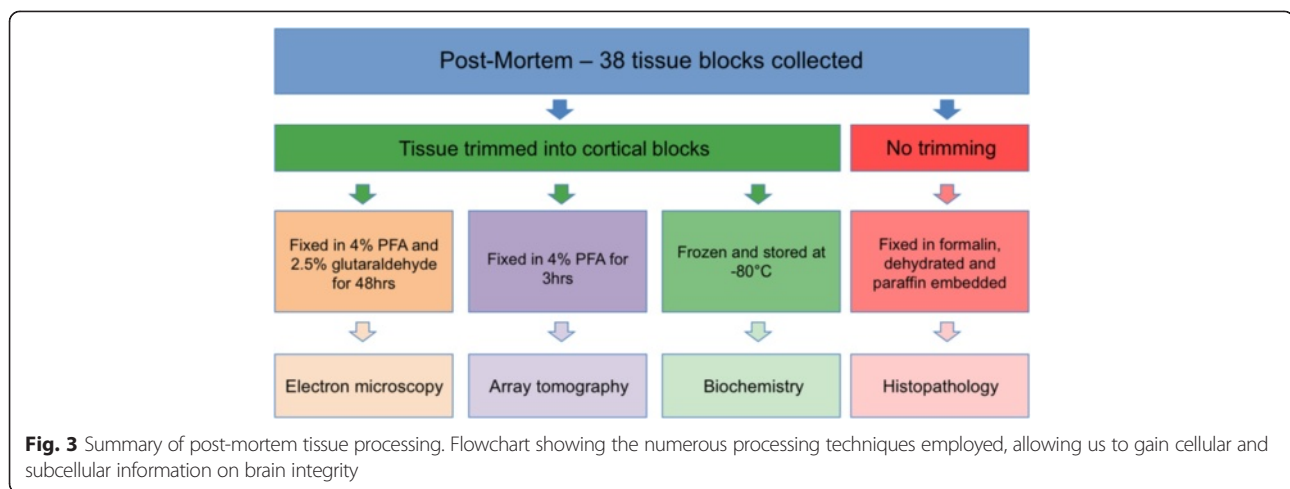 Post-Mortem – 38 tissue blocks collected
Tissue trimmed into cortical blocks
No trimming
Fixed in 4% PFA and
2.5% glutaraldehyde
for 48hrs
Fixed in 4% PFA for
3hrs
Frozen and stored at
-80°C
Fixed in formalin,
dehydrated and
paraffin embedded
Electron microscopy
Array tomography
Biochemistry
Histopathology
Fig. 3 Summary of post-mortem tissue processing. Flowchart showing the numerous processing techniques employed, allowing us to gain cellular and
subcellular information on brain integrity